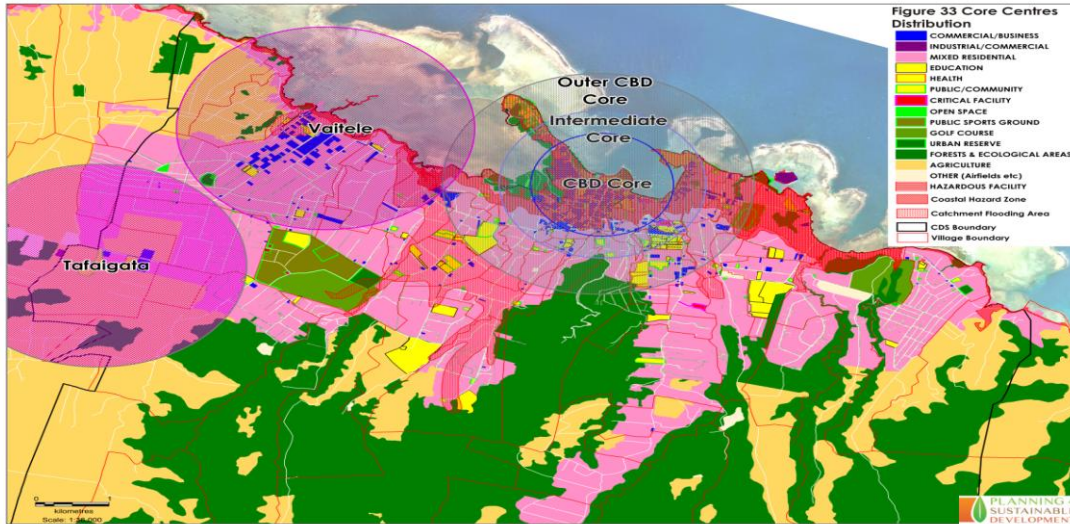 Figure 33 Core Centres
Distribution
COMMERCIAL/BUSINESS
INDUSTRIAL/COMMERCIAL
MIXED RESIDENTIAL
EDUCATION
HEALTH
PUBLIC/COMMUNITY
CRITICAL FACILITY
OPEN SPACE
PUBLIC SPORTS GROUND
GOLF COURSE
URBAN RESERVE
FORESTS & ECOLOGICAL AREAS
AGRICULTURE
OTHER (Airfields etc)
HAZARDOUS FACILITY
Coastal Hazard Zone
Catchment Flooding Area
CDS Boundary
Village Boundary
Outer CBD
Core
Intermediate
Core
Vaitele
CBD Core
Tafaigata
0 1
kilometres
PLANNING &
SUSTAINABLE
DEVELOPMENT